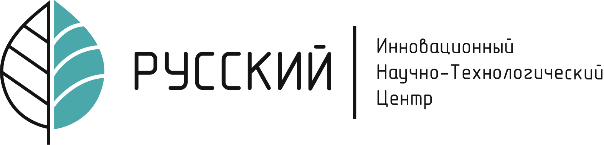 РУССКИЙ
Инновационный
Научно-Технологический
Центр